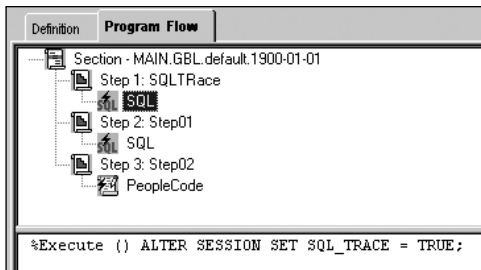 Definition Program Flow
Section - MAIN.GBL.default.1900-01-01
Step 1: SQLTRace
SQL
Step 2: Step01
SQL
Step 3: Step02
PeopleCode
%Execute () ALTER SESSION SET SQL_TRACE = TRUE;